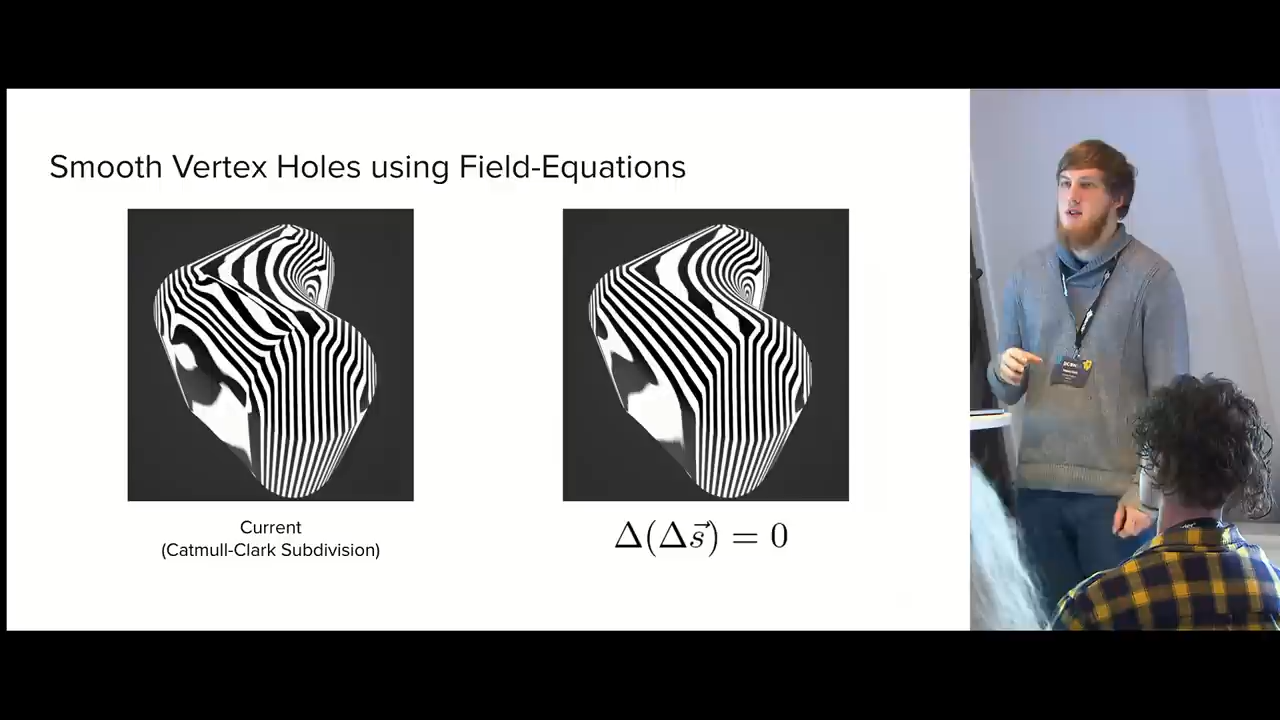 Smooth Vertex Holes using Field-Equations
Current
(Catmull-Clark Subdivision)
Δ(Δs⃗) = 0